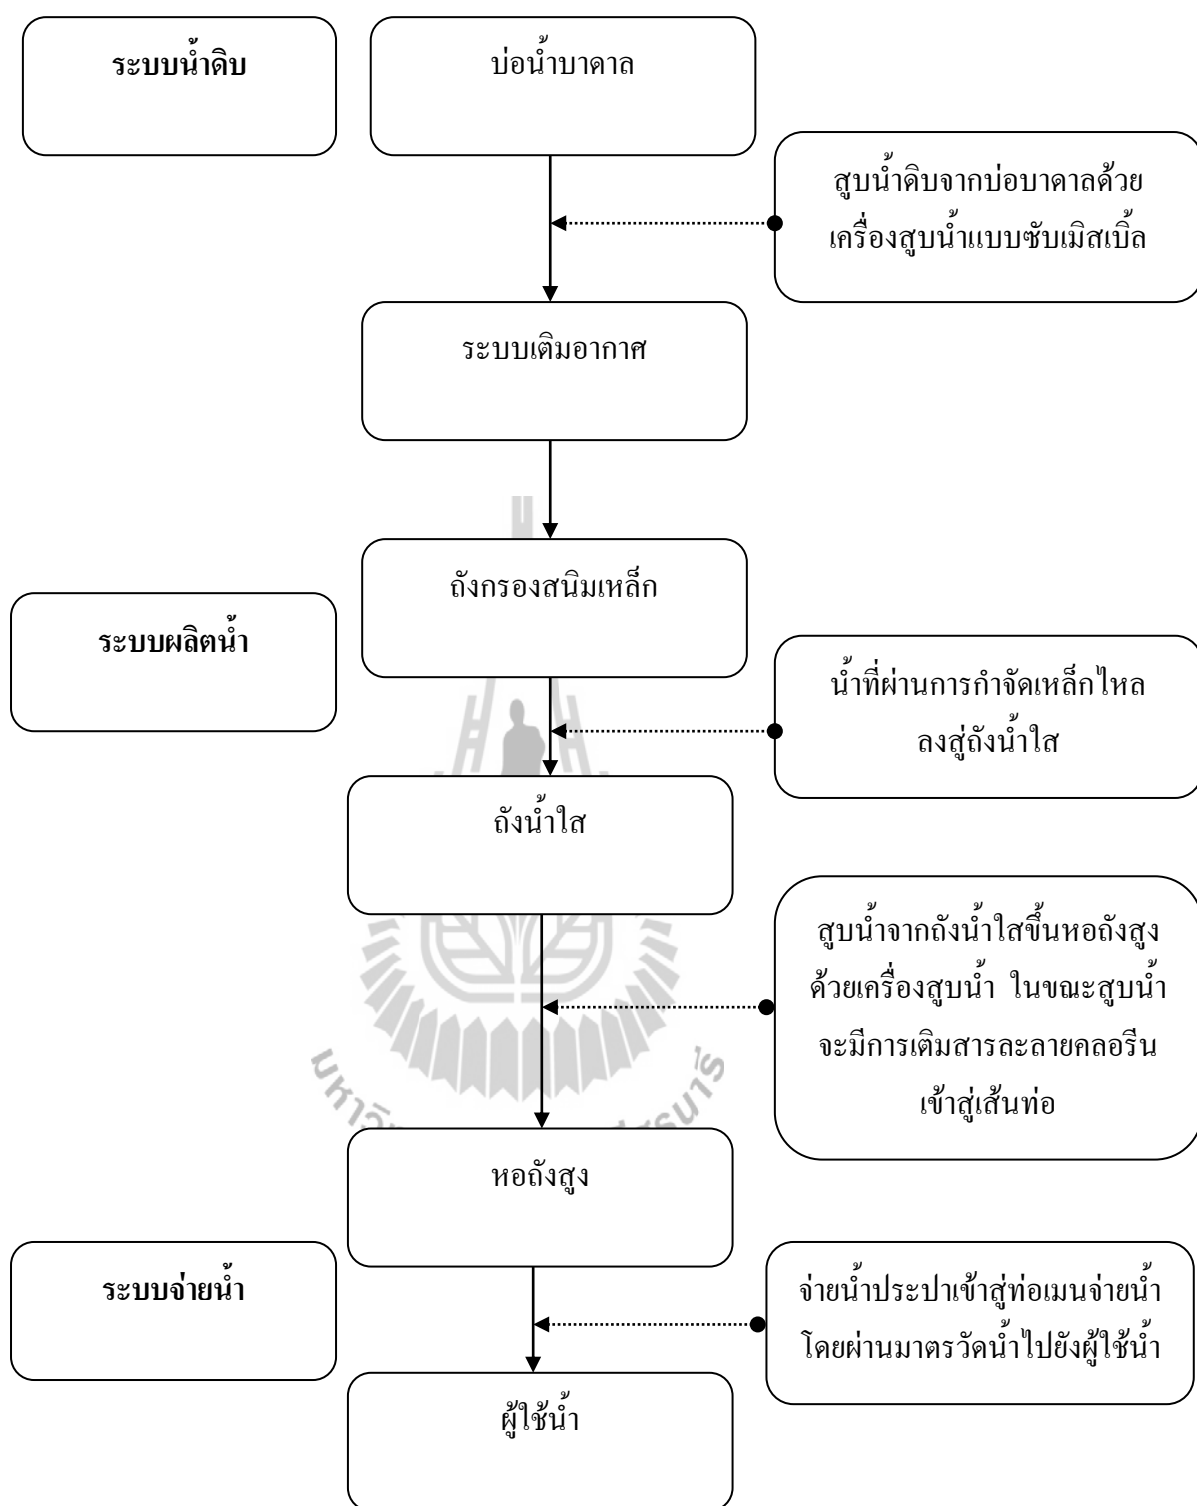 ระบบน้ำดิบ
บ่อน้ำบาดาล
สูบน้ำดิบจากบ่อบาดาลด้วย
เครื่องสูบน้ำแบบซับเมิสเบิ้ล
ระบบเติมอากาศ
ถังกรองสนิมเหล็ก
ระบบผลิตน้ำ
น้ำที่ผ่านการกำจัดเหล็กไหล
ลงสู่ถังน้ำใส
ถังน้ำใส
สูบน้ำจากถังน้ำใสขึ้นหอถังสูง
ด้วยเครื่องสูบน้ำ ในขณะสูบน้ำ
จะมีการเติมสารละลายคลอรีน
เข้าสู่เส้นท่อ
หอถังสูง
ระบบจ่ายน้ำ
จ่ายน้ำประปาเข้าสู่ท่อเมนจ่ายน้ำ
โดยผ่านมาตรวัดน้ำไปยังผู้ใช้น้ำ
ผู้ใช้น้ำ